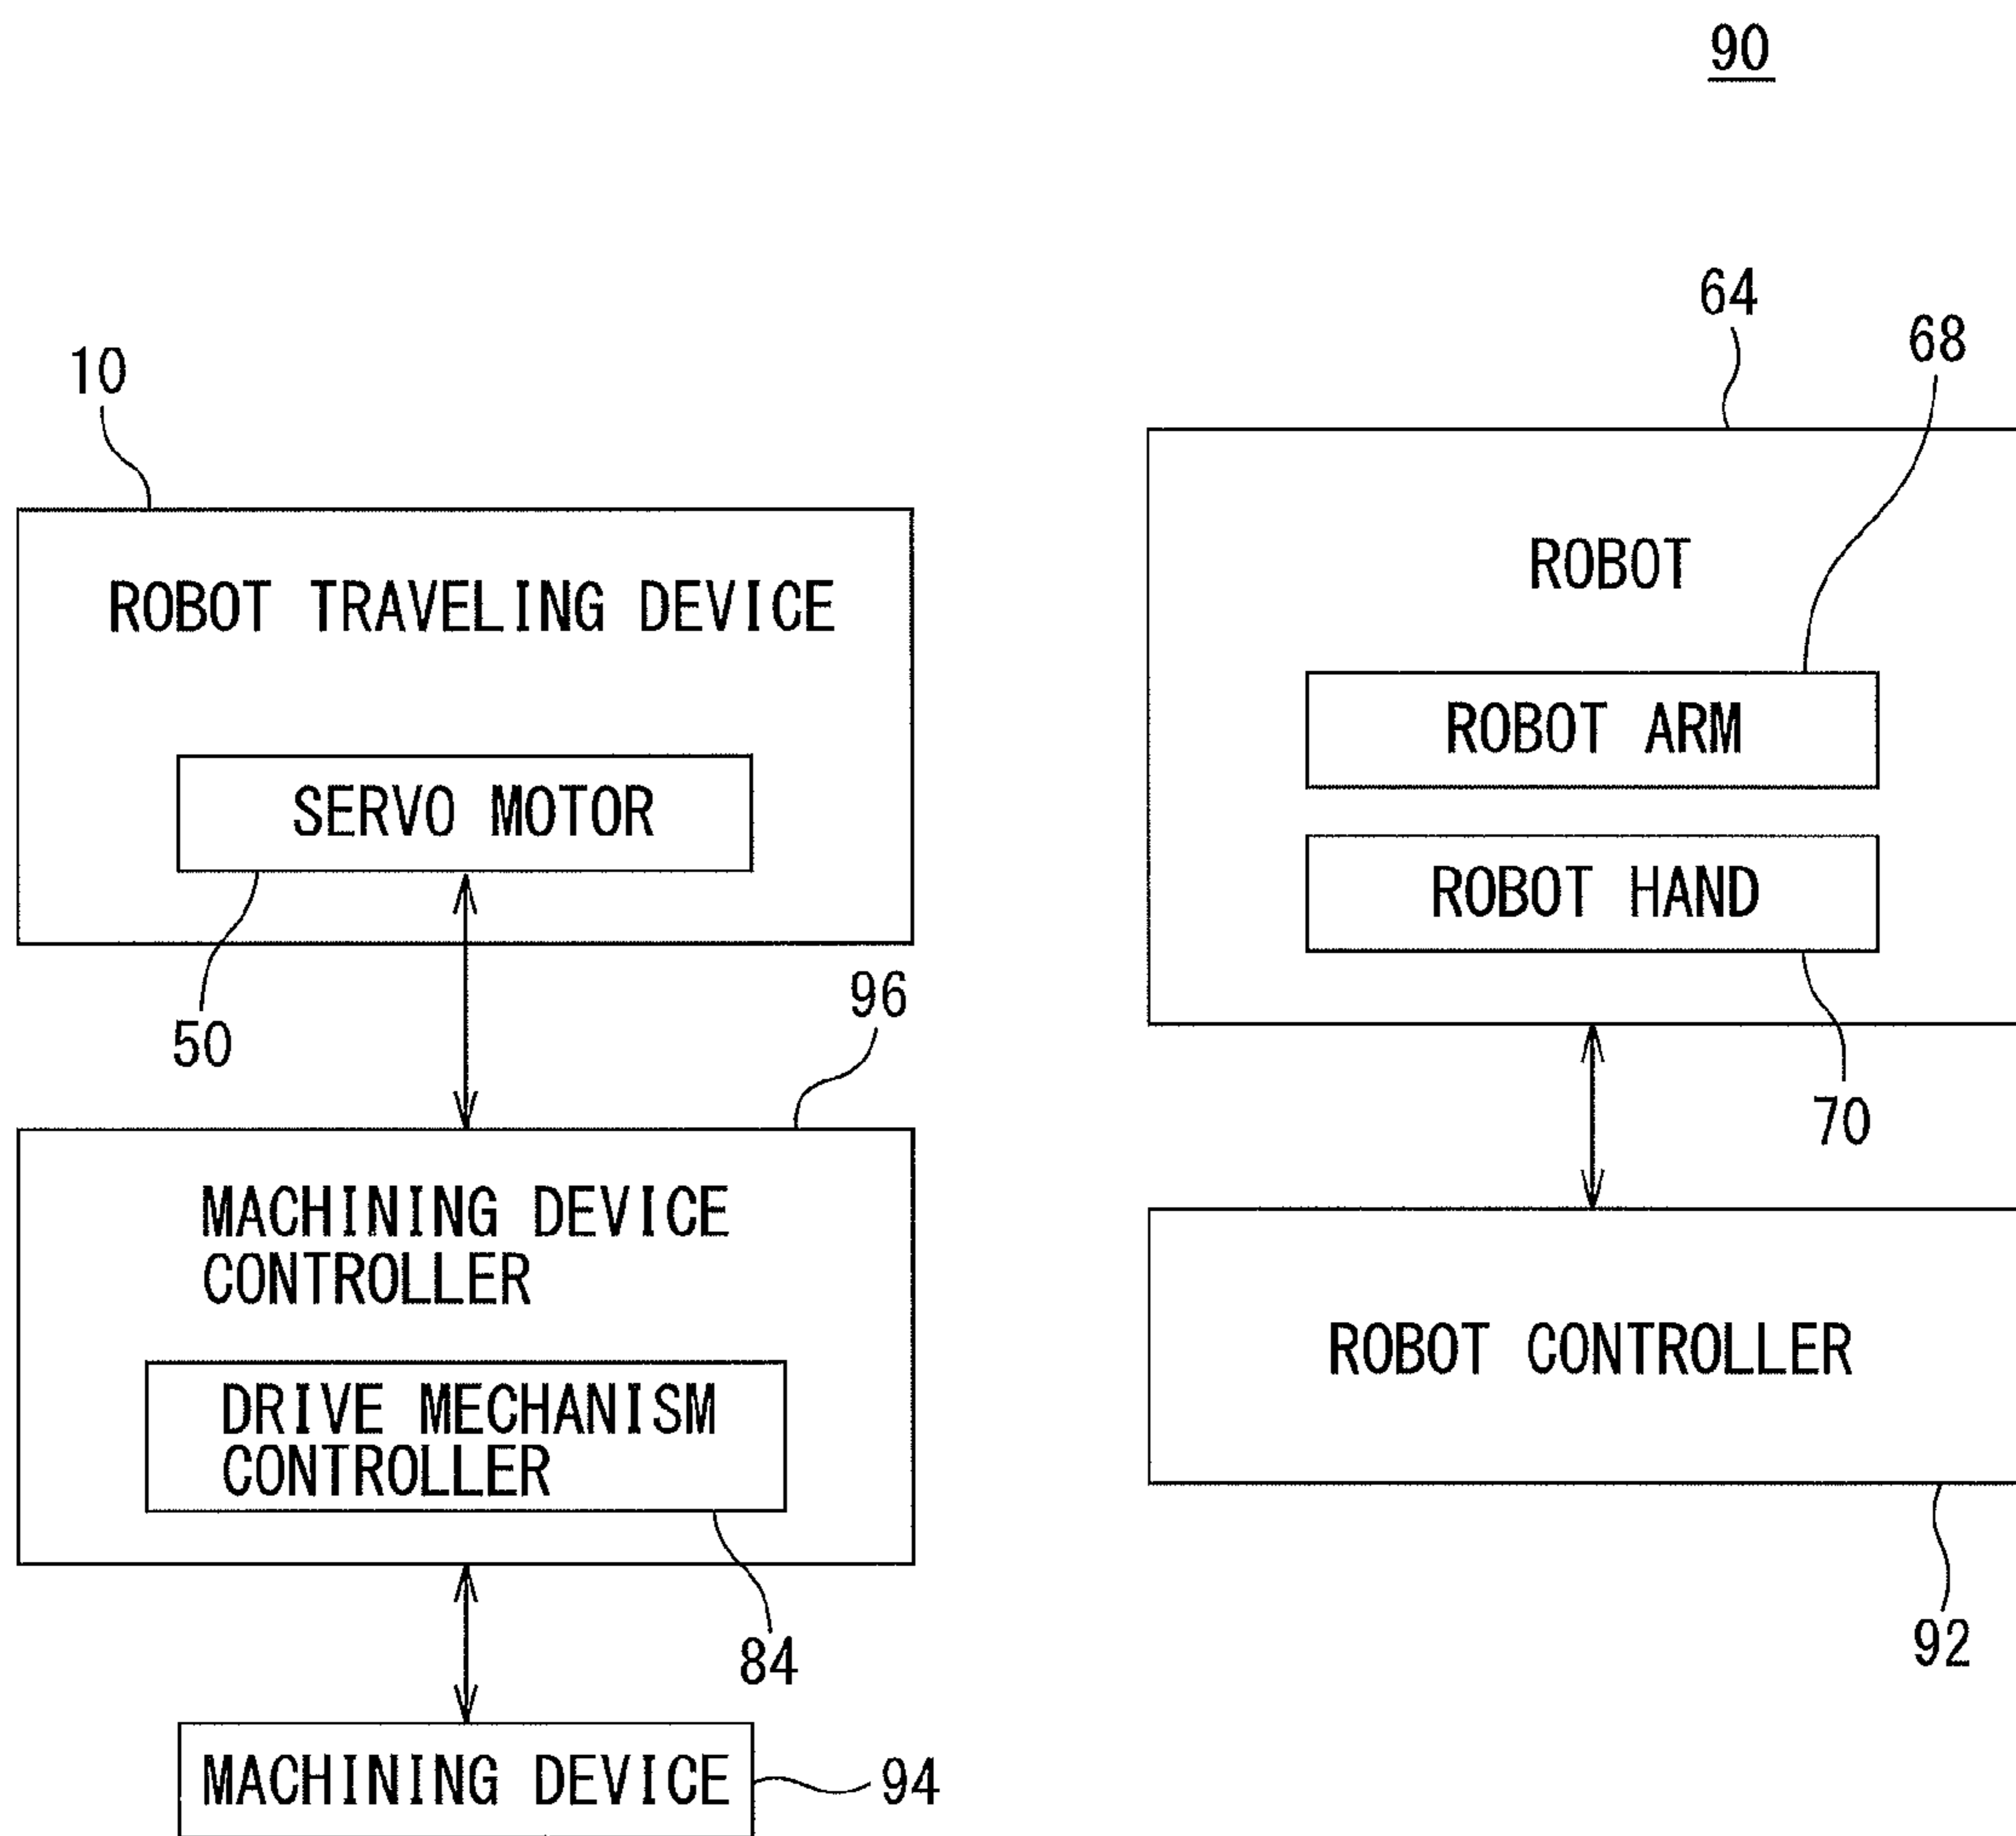 90
64
68
10
ROBOT
ROBOT TRAVELING DEVICE
ROBOT ARM
SERVO MOTOR
ROBOT HAND
96
50
70
MACHINING DEVICE
CONTROLLER
ROBOT CONTROLLER
DRIVE MECHANISM
CONTROLLER
84
92
MACHINING DEVICE
94